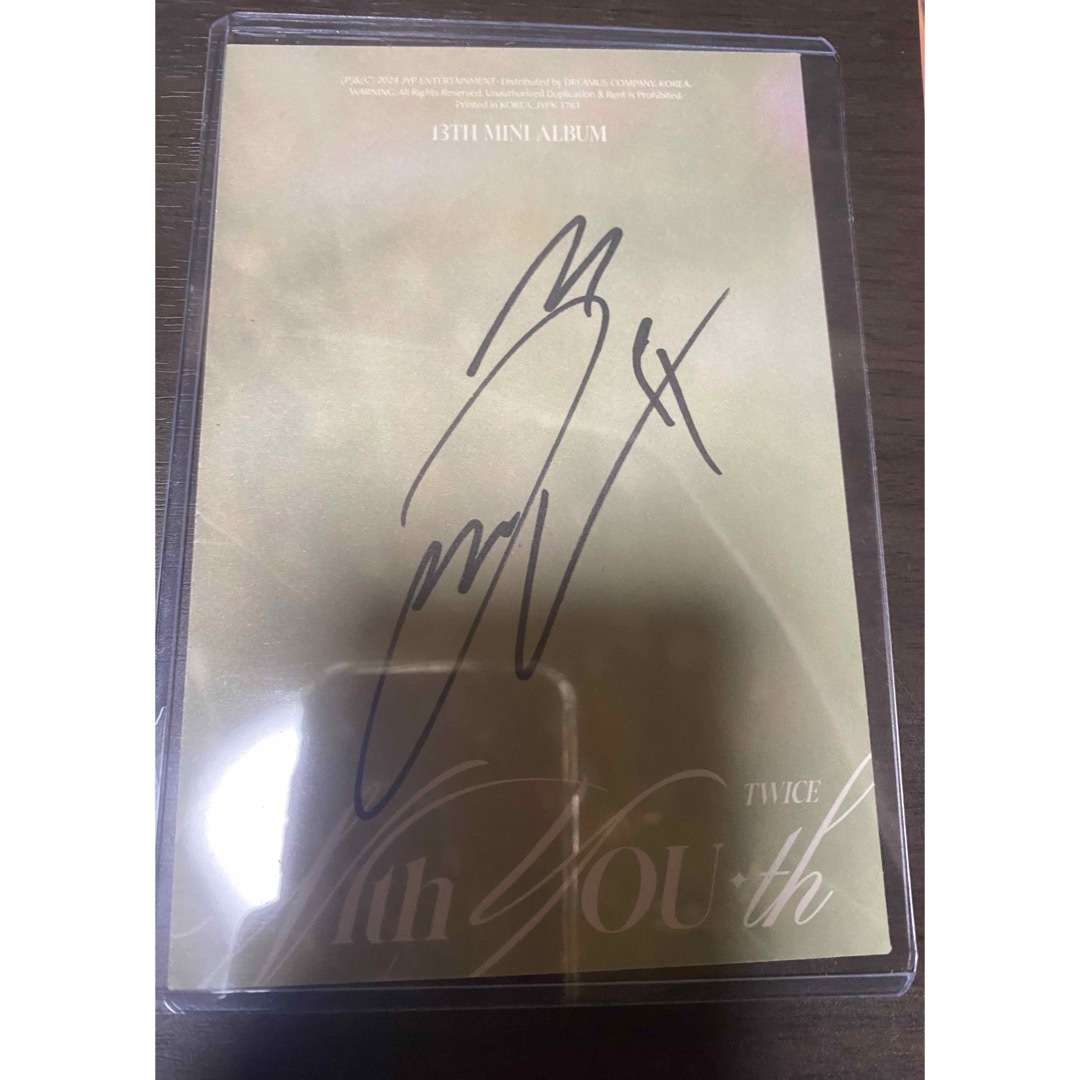 (P)&(C) 2024 JYP ENTERTAINMENT· Distributed by DREAMUS COMPANY, KOREA.
WARNING: All Rights Reserved. Unauthorized Duplication & Rent is Prohibited.
Printed in KOREA. JYPK 1761
13TH MINI ALBUM
TWICE
With YOU-th